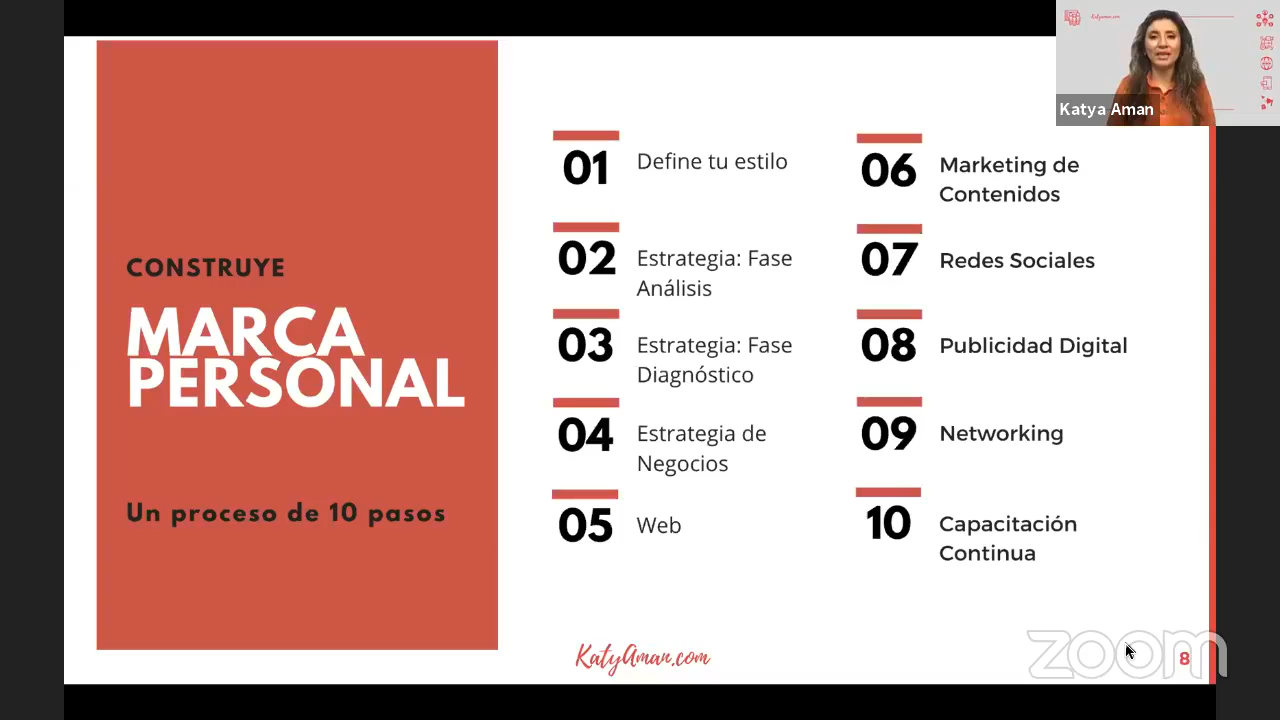 Katya Aman
CONSTRUYE
MARCA
PERSONAL
Un proceso de 10 pasos
01
Define tu estilo
02
Estrategia: Fase
Análisis
03
Estrategia: Fase
Diagnóstico
04
Estrategia de
Negocios
05
Web
06
Marketing de
Contenidos
07
Redes Sociales
08
Publicidad Digital
09
Networking
10
Capacitación
Continua
KatyAman.com
zoom
8